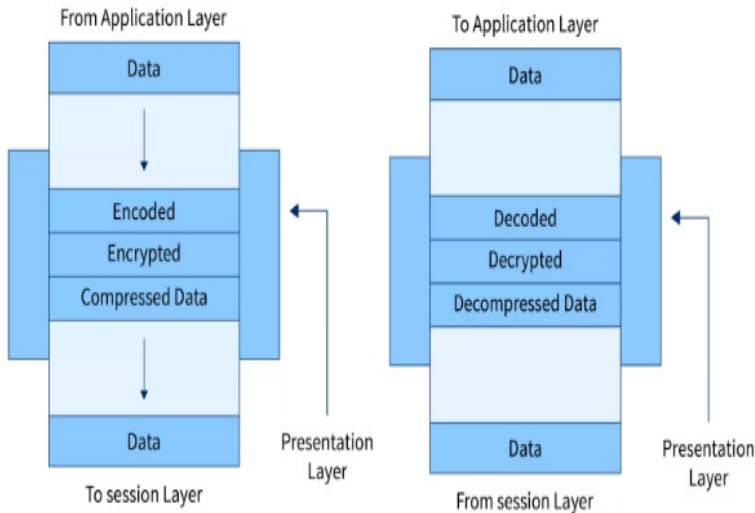 From Application Layer
Data
Encoded
Encrypted
Compressed Data
Data
To session Layer
Presentation
Layer
To Application Layer
Data
Decoded
Decrypted
Decompressed Data
Data
From session Layer
Presentation
Layer